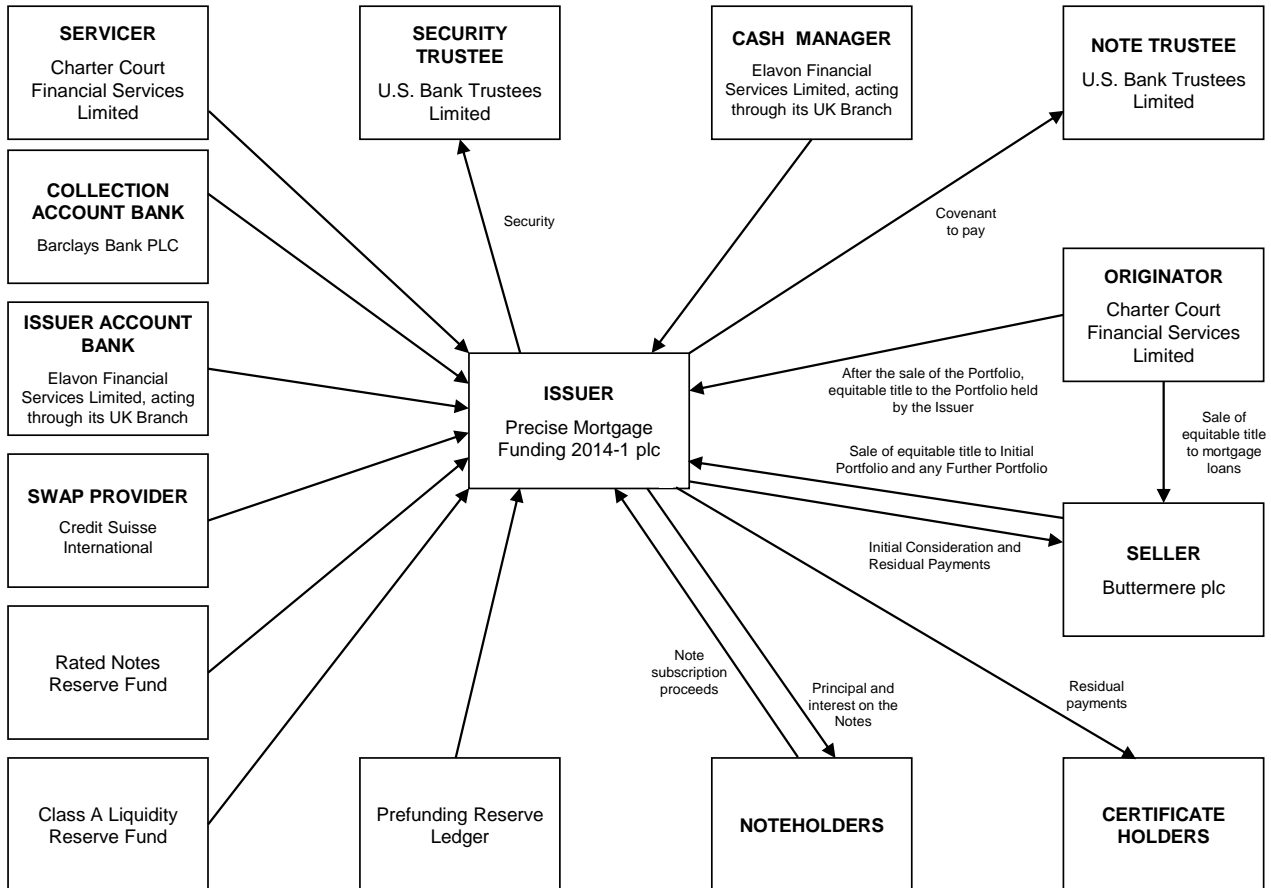 SERVICER
Charter Court
Financial Services
Limited
SECURITY
TRUSTEE
U.S. Bank Trustees
Limited
CASH MANAGER
Elavon Financial
Services Limited, acting
through its UK Branch
NOTE TRUSTEE
U.S. Bank Trustees
Limited
COLLECTION
ACCOUNT BANK
Barclays Bank PLC
Security
Covenant
to pay
ISSUER ACCOUNT
BANK
Elavon Financial
Services Limited, acting
through its UK Branch
ORIGINATOR
Charter Court
Financial Services
Limited
ISSUER
Precise Mortgage
Funding 2014-1 plc
After the sale of the Portfolio,
equitable title to the Portfolio held
by the Issuer
Sale of
equitable title
to mortgage
loans
Sale of equitable title to Initial
Portfolio and any Further Portfolio
SWAP PROVIDER
Credit Suisse
International
Initial Consideration and
Residual Payments
SELLER
Buttermere plc
Rated Notes
Reserve Fund
Note
subscription
proceeds
Principal and
interest on the
Notes
Residual
payments
Class A Liquidity
Reserve Fund
Prefunding Reserve
Ledger
NOTEHOLDERS
CERTIFICATE
HOLDERS